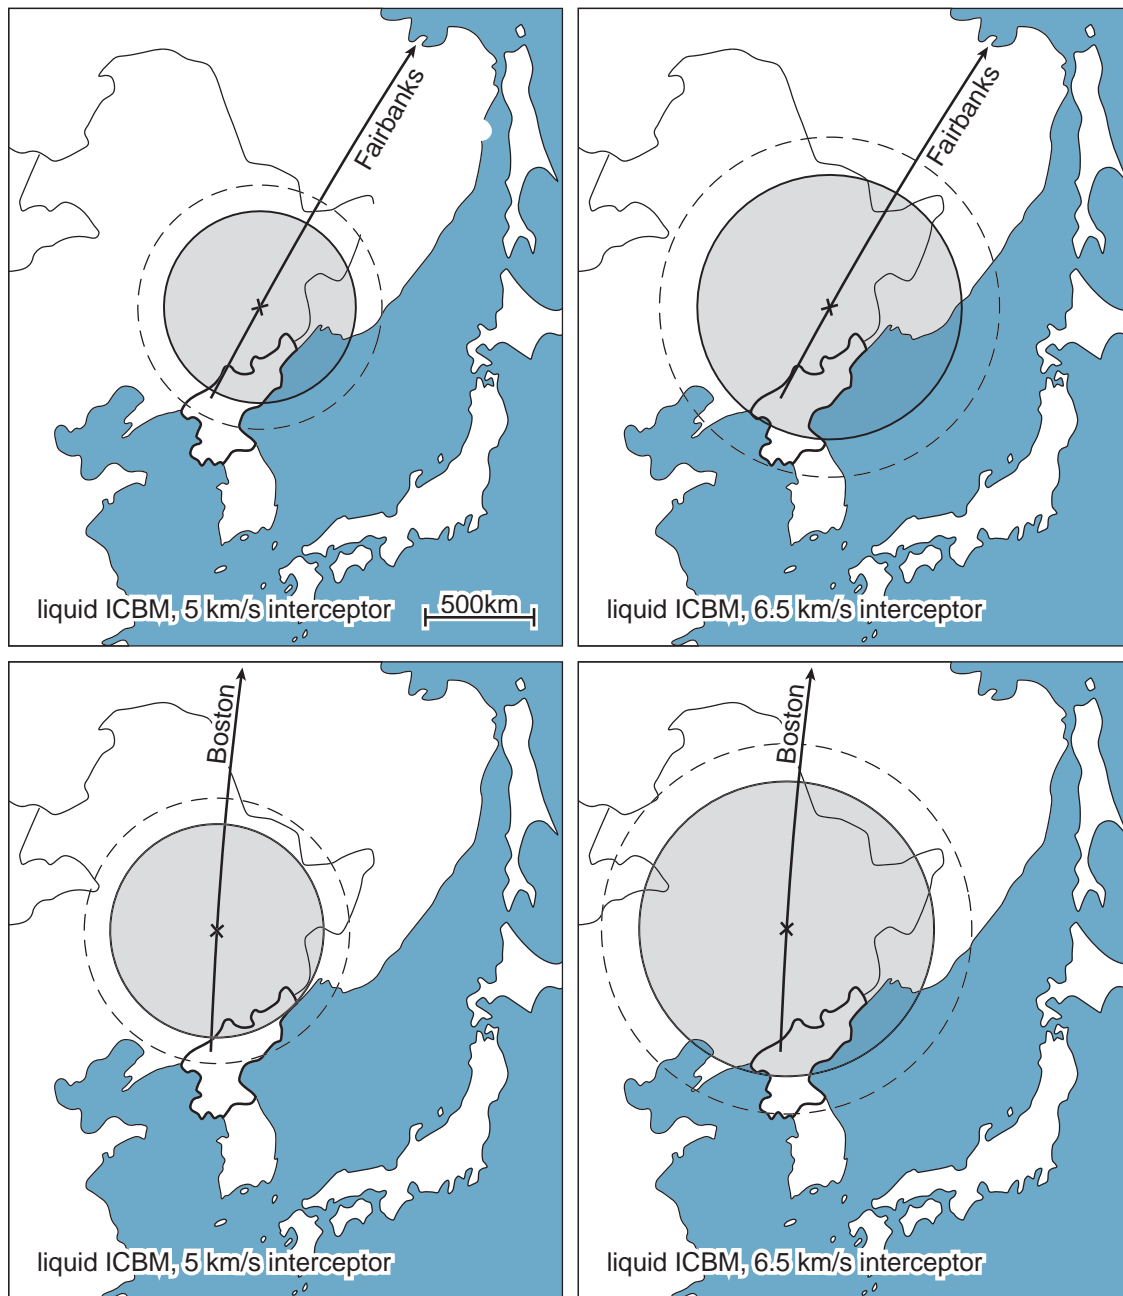 Fairbanks
liquid ICBM, 5 km/s interceptor
500km
Fairbanks
liquid ICBM, 6.5 km/s interceptor
Boston
liquid ICBM, 5 km/s interceptor
Boston
liquid ICBM, 6.5 km/s interceptor